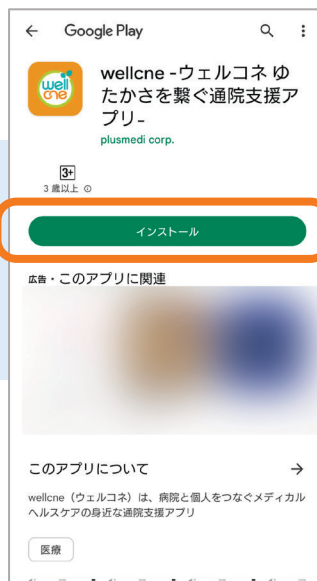 Google Play
well
cne
wellcne -ウェルコネ ゆ
たかさを繋ぐ通院支援ア
プリ-
plusmedi corp.
3+
3 歳以上
インストール
広告・このアプリに関連
このアプリについて
wellcne（ウェルコネ）は、病院と個人をつなぐメディカル
ヘルスケアの身近な通院支援アプリ
医療